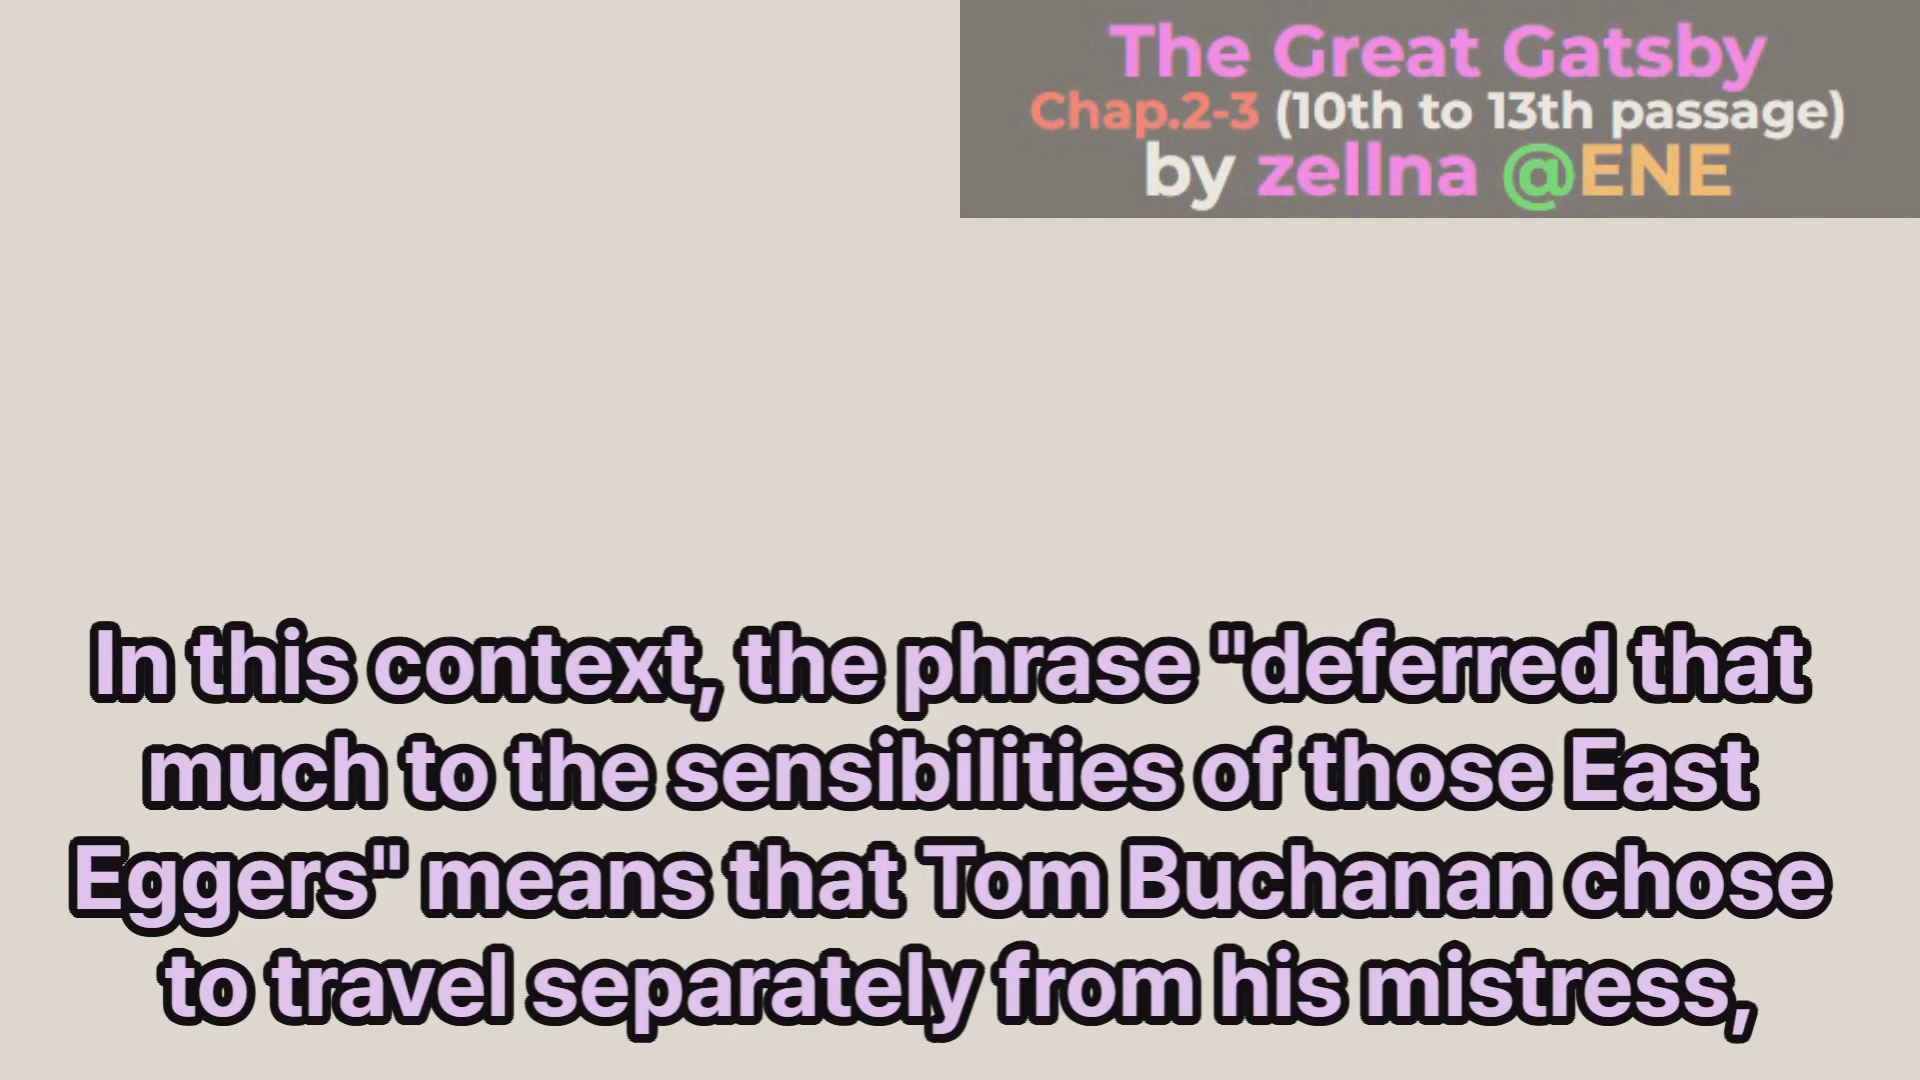 The Great Gatsby
Chap.2-3 (10th to 13th passage)
by zellna @ENE
In this context, the phrase "deferred that
much to the sensibilities of those East
Eggers" means that Tom Buchanan chose
to travel separately from his mistress,